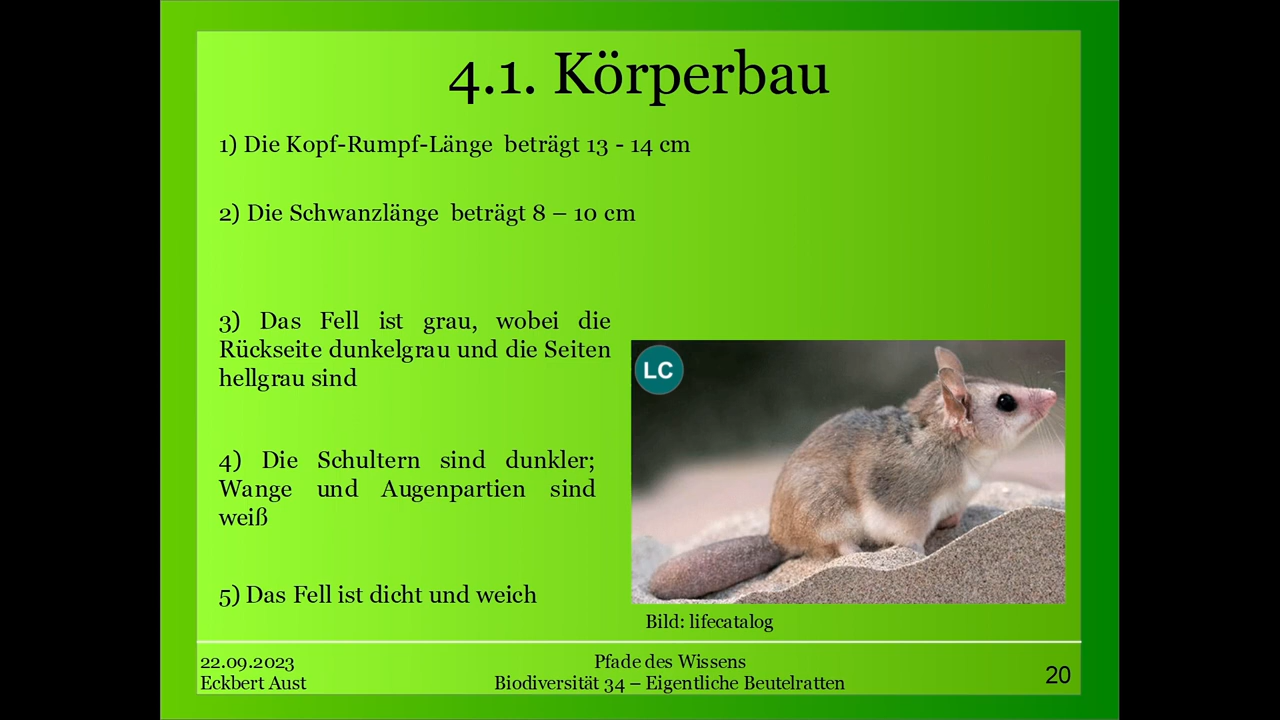 4.1. Körperbau
1) Die Kopf-Rumpf-Länge beträgt 13 - 14 cm
2) Die Schwanzlänge beträgt 8 – 10 cm
3) Das Fell ist grau, wobei die
Rückseite dunkelgrau und die Seiten
hellgrau sind
4) Die Schultern sind dunkler;
Wange und Augenpartien sind
weiß
5) Das Fell ist dicht und weich
LC
Bild: lifecatalog
22.09.2023
Eckbert Aust
Pfade des Wissens
Biodiversität 34 – Eigentliche Beutelratten
20